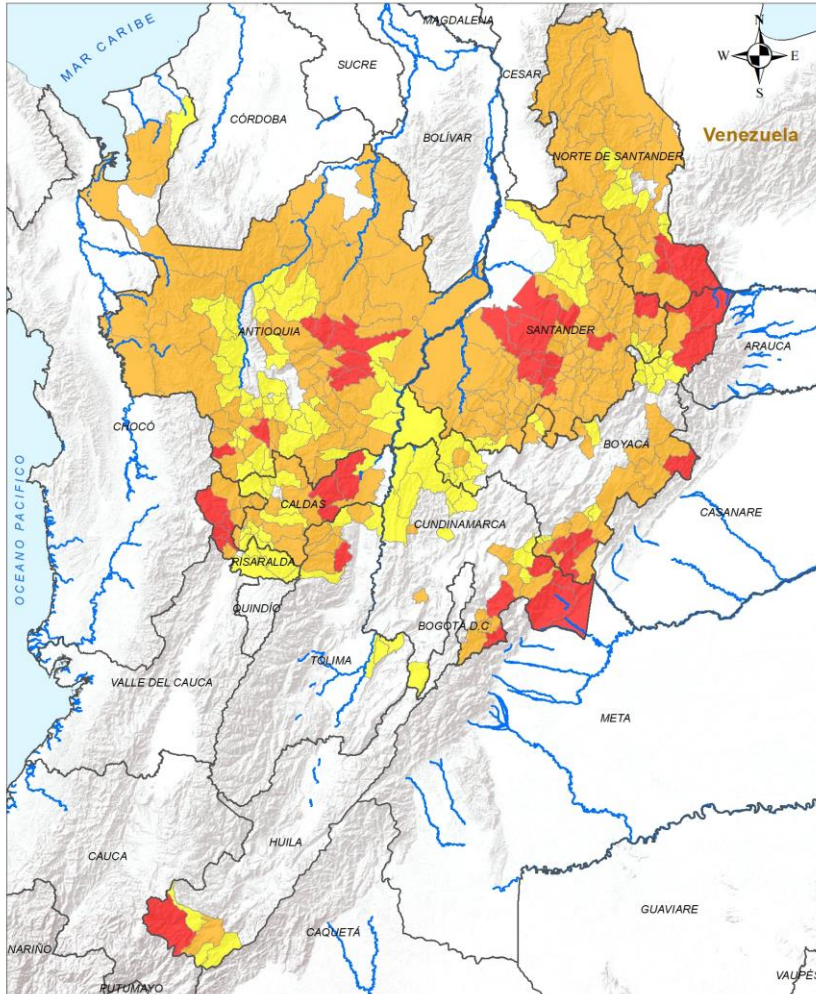 MAGDALENA
MAR CARIBE
N
SUCRE
CESAR
W
E
S
CÓRDOBA
BOLÍVAR
Venezuela
NORTE DE SANTANDER
ANTIOQUIA
SANTANDER
ARAUCA
CHOCÓ
BOYACÁ
CALDAS
CUNDINAMARCA
CASANARE
OCEANO PACIFICO
RISARALDA
QUINDÍO
BOGOTÁ, D.C
TOLIMA
VALLE DEL CAUCA
META
HUILA
CAUCA
GUAVIARE
CAQUETÁ
NARIÑO
VAUPÉS
PUTUMAYO